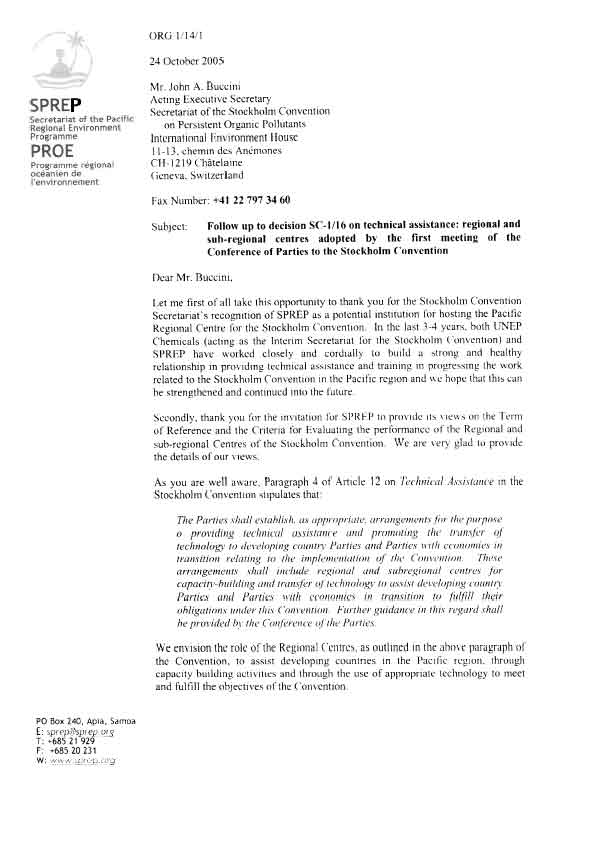 ORG 1/14/1
24 October 2005
SPREP
Secretariat of the Pacific
Regional Environment
Programme
PROE
Programme régional
océanien de
l'environnement
Mr. John A. Buccini
Acting Executive Secretary
Secretariat of the Stockholm Convention
on Persistent Organic Pollutants
International Environment House
11-13, chemin des Anémones
CH-1219 Châtelaine
Geneva, Switzerland
Fax Number: +41 22 797 34 60
Subject: Follow up to decision SC-1/16 on technical assistance: regional and
sub-regional centres adopted by the first meeting of the
Conference of Parties to the Stockholm Convention
Dear Mr. Buccini,
Let me first of all take this opportunity to thank you for the Stockholm Convention
Secretariat's recognition of SPREP as a potential institution for hosting the Pacific
Regional Centre for the Stockholm Convention. In the last 3-4 years, both UNEP
Chemicals (acting as the Interim Secretariat for the Stockholm Convention) and
SPREP have worked closely and cordially to build a strong and healthy
relationship in providing technical assistance and training in progressing the work
related to the Stockholm Convention in the Pacific region and we hope that this can
be strengthened and continued into the future.
Secondly, thank you for the invitation for SPREP to provide its views on the Term
of Reference and the Criteria for Evaluating the performance of the Regional and
sub-regional Centres of the Stockholm Convention. We are very glad to provide
the details of our views.
As you are well aware, Paragraph 4 of Article 12 on Technical Assistance in the
Stockholm Convention stipulates that:
The Parties shall establish, as appropriate, arrangements for the purpose
o providing technical assistance and promoting the transfer of
technology to developing country Parties and Parties with economies in
transition relating to the implementation of the Convention. These
arrangements shall include regional and subregional centres for
capacity-building and transfer of technology to assist developing country
Parties and Parties with economies in transition to fulfill their
obligations under this Convention. Further guidance in this regard shall
be provided by the Conference of the Parties.
We envision the role of the Regional Centres, as outlined in the above paragraph of
the Convention, to assist developing countries in the Pacific region, through
capacity building activities and through the use of appropriate technology to meet
and fulfill the objectives of the Convention.
PO Box 240, Apia, Samoa
E: sprep@sprep.org
T: +685 21 929
F: +685 20 231
W: www.sprep.org